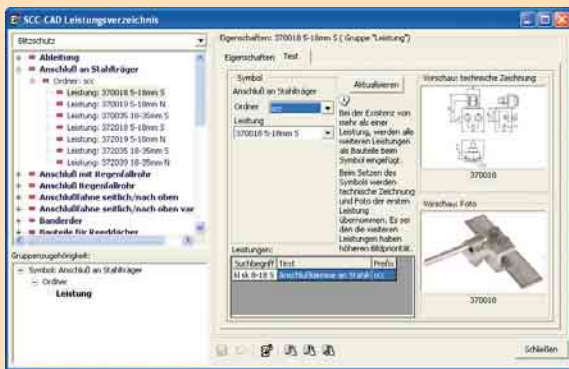 SCC-CAD Leistungsverzeichnis
Blitzschutz
Ableitung
Anschluß an Stahlträger
Ordner: scc
Leistung: 370018 5-18mm S
Leistung: 370019 5-18mm N
Leistung: 370035 18-35mm S
Leistung: 372018 5-18mm S
Leistung: 372019 5-18mm N
Leistung: 372035 18-35mm S
Leistung: 372039 18-35mm N
Anschluß mit Regenfallrohr
Anschluß Regenfallrohr
Anschlußfahne seitlich/nach oben
Anschlußfahne seitlich/nach oben var
Banderder
Bauteile für Reetdächer
Gruppenzugehörigkeit:
Symbol: Anschluß an Stahlträger
Ordner
Leistung
Eigenschaften: 370018 5-18mm S ( Gruppe "Leistung")
Eigenschaften Test
Symbol
Anschluß an Stahlträger
Ordner scc
Leistung
370018 5-18mm S
Aktualisieren
Bei der Existenz von
mehr als einer
Leistung, werden alle
weiteren Leistungen
als Bauteile beim
Symbol eingefügt.
Beim Setzen des
Symbols werden
technische Zeichnung
und Foto der ersten
Leistung
übernommen. Es sei
den die weiteren
Leistungen haben
höheren Bildpriorität.
Leistungen:
Suchbegriff Text Prefix
kl sk 8-18 S Anschlußklemme an Stahl scc
Vorschau: technische Zeichnung
370018
Vorschau: Foto
370018
Schließen